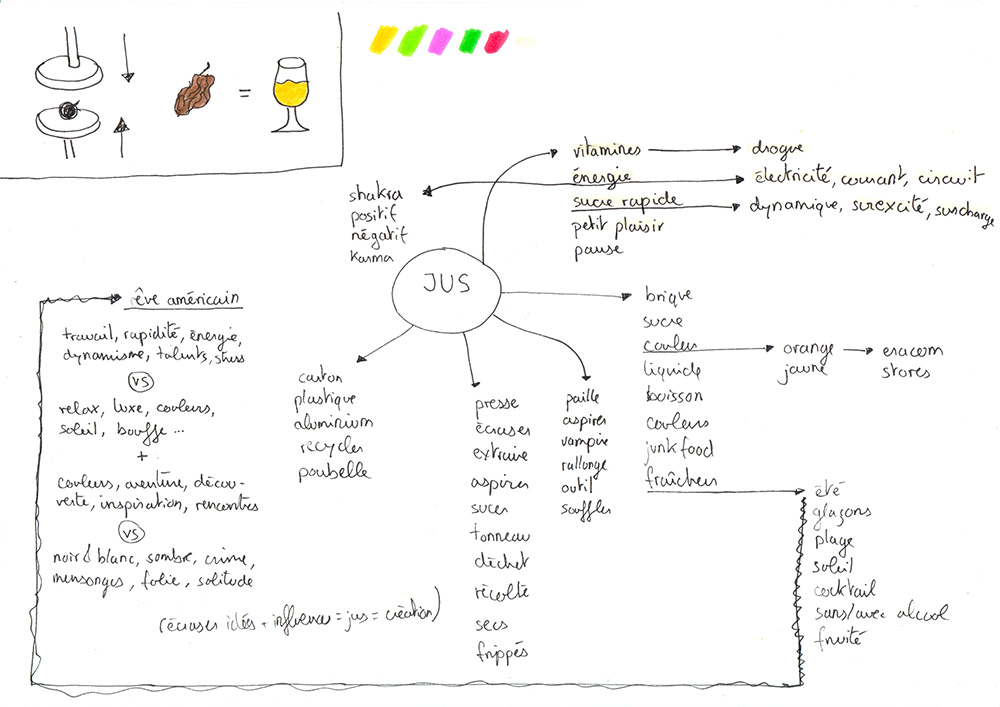 =
vitamines
drogue
énergie
électricité, courant, circuit
sucre rapide
dynamique, surexcité, surcharge
petit plaisir
pause
shakra
positif
négatif
karma
JUS
rêve américain
travail, rapidité, énergie,
dynamisme, talents, stress
VS
relax, luxe, couleurs,
soleil, bouffe ...
+
couleurs, aventure, décou-
verte, inspiration, rencontres
VS
noir & blanc, sombre, crime,
mensonges, folie, solitude
(écraser idées + influence = jus = création)
carton
plastique
aluminium
recycler
poubelle
presse
écraser
extraire
aspirer
sucer
tonneau
déchet
récolte
secs
frippés
paille
aspirer
vampire
rallonge
outil
souffler
brique
sucre
couleur
liquide
boisson
couleurs
junk food
fraîcheur
orange
jaune
eracom
stores
été
glaçons
plage
soleil
cocktail
sans/avec alcool
fruité